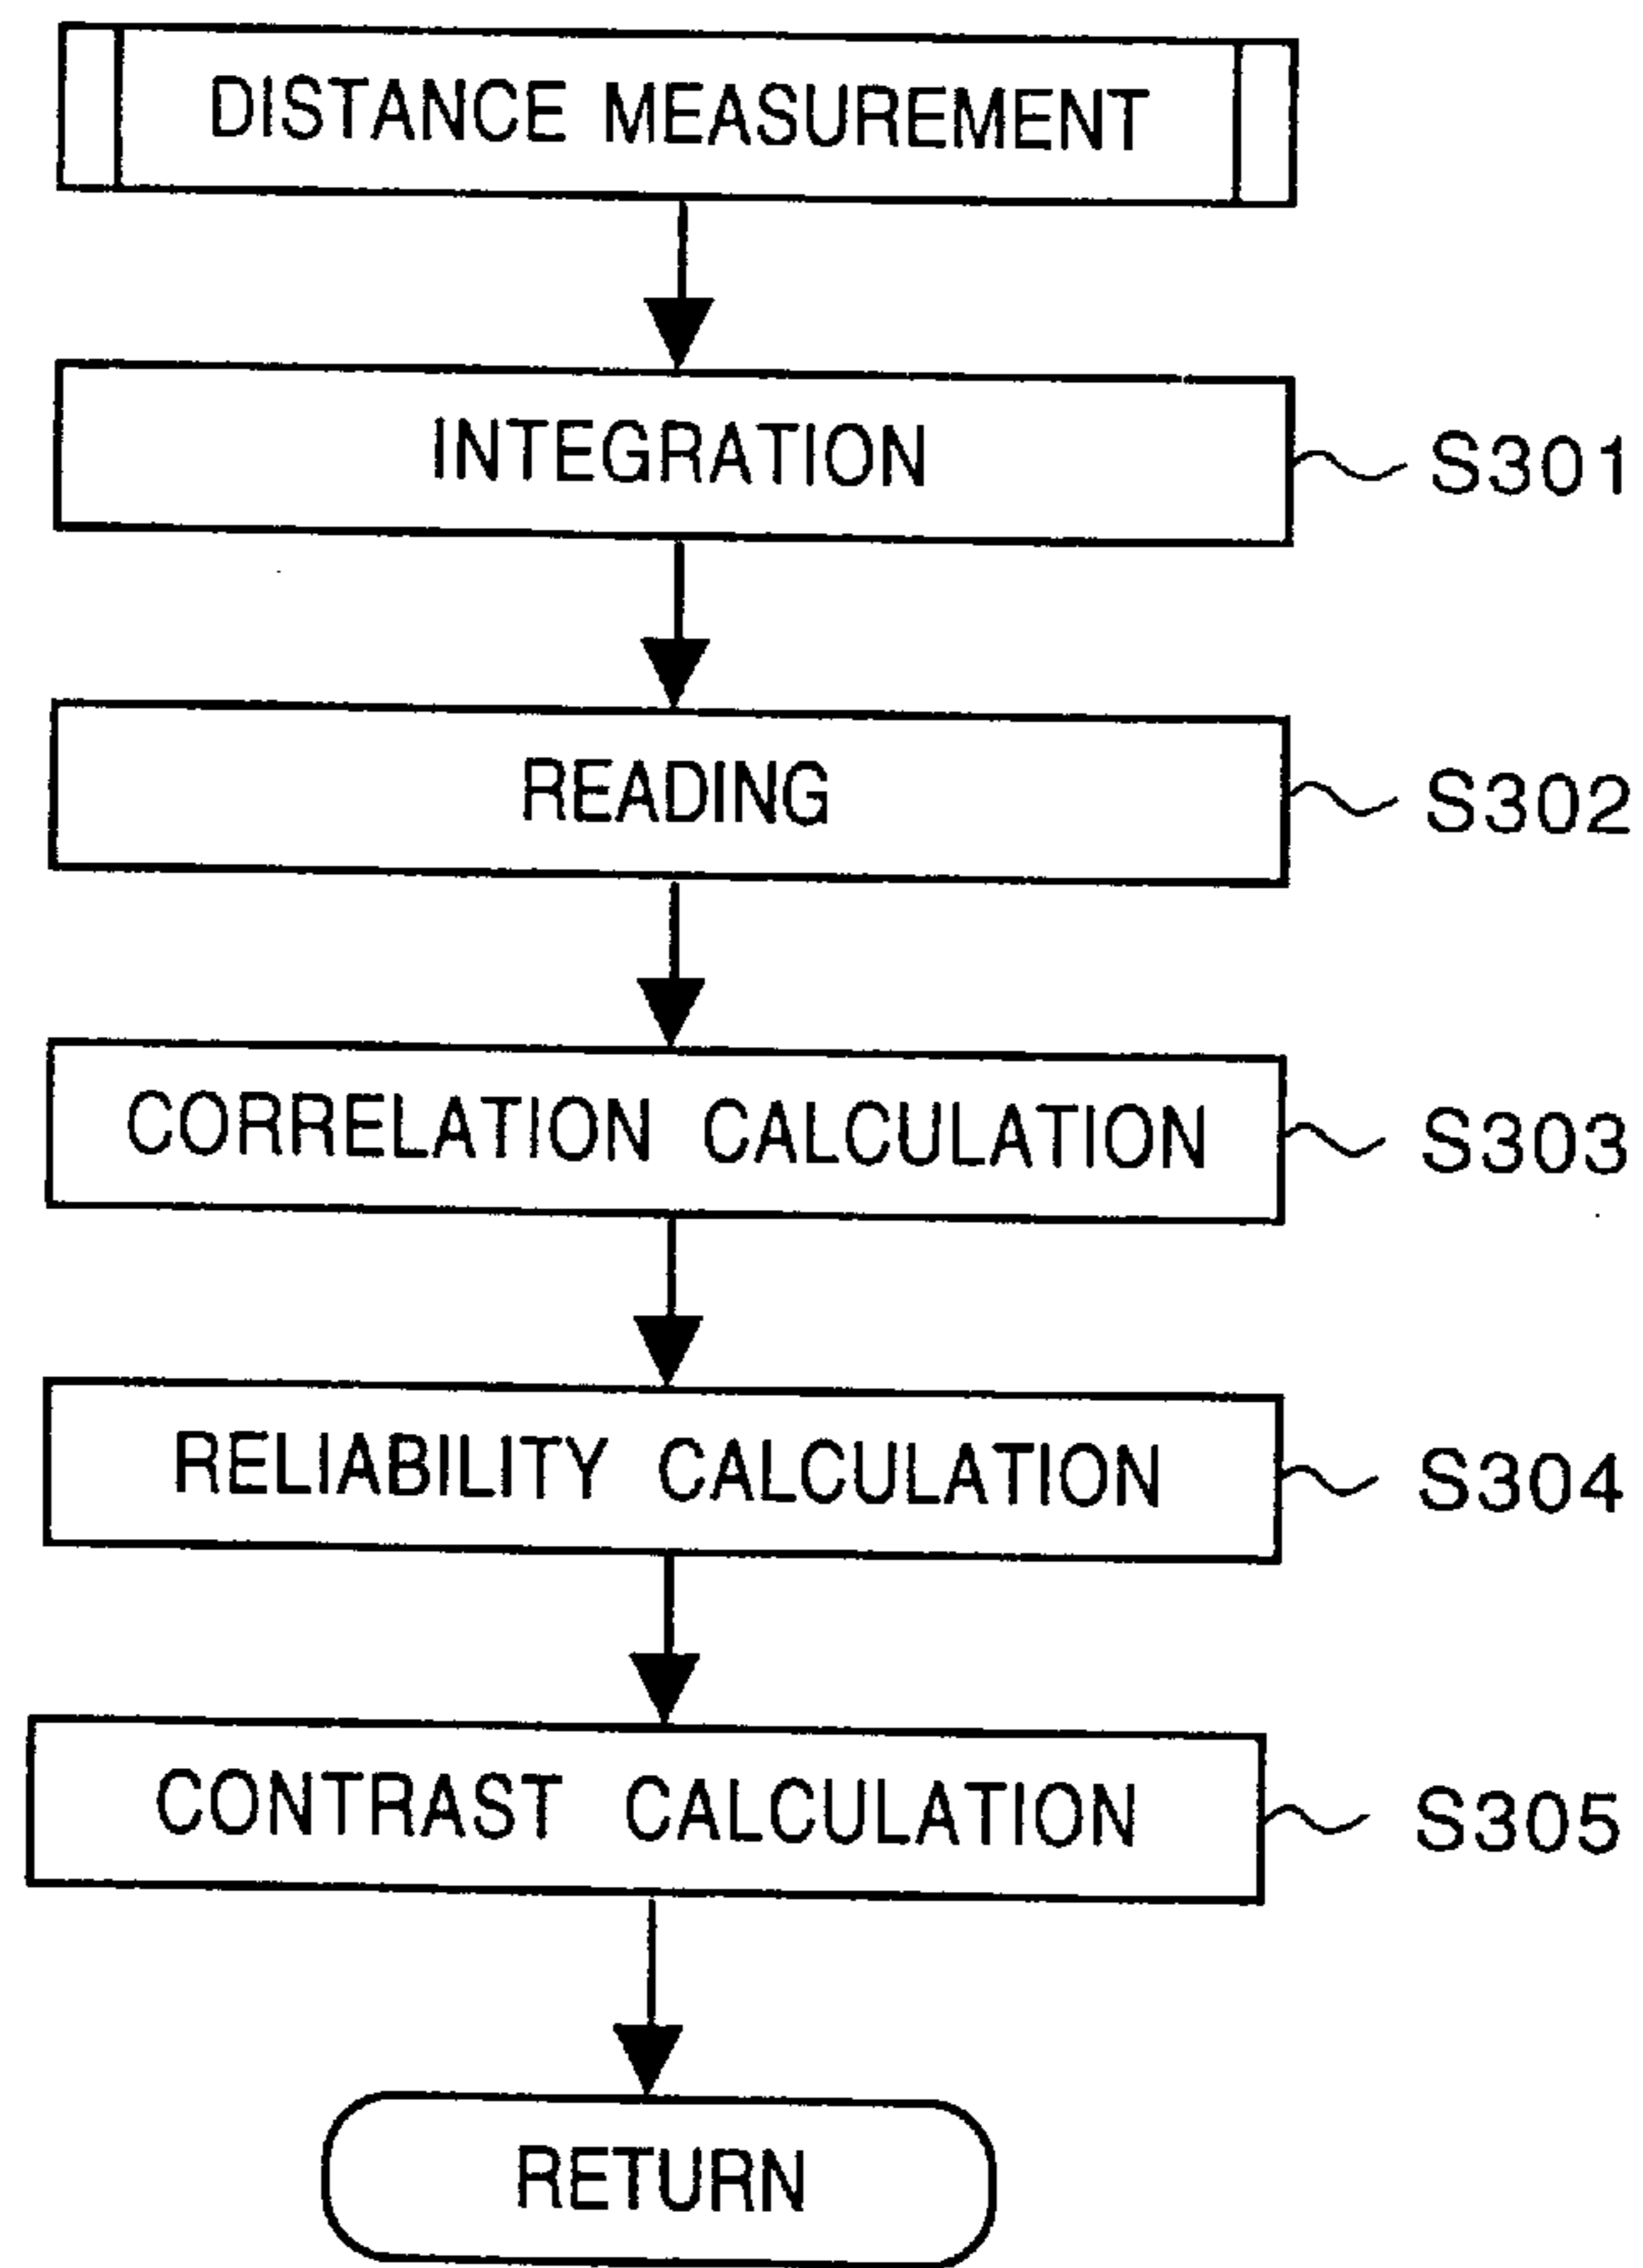 DISTANCE MEASUREMENT
INTEGRATION S301
READING S302
CORRELATION CALCULATION S303
RELIABILITY CALCULATION S304
CONTRAST CALCULATION S305
RETURN